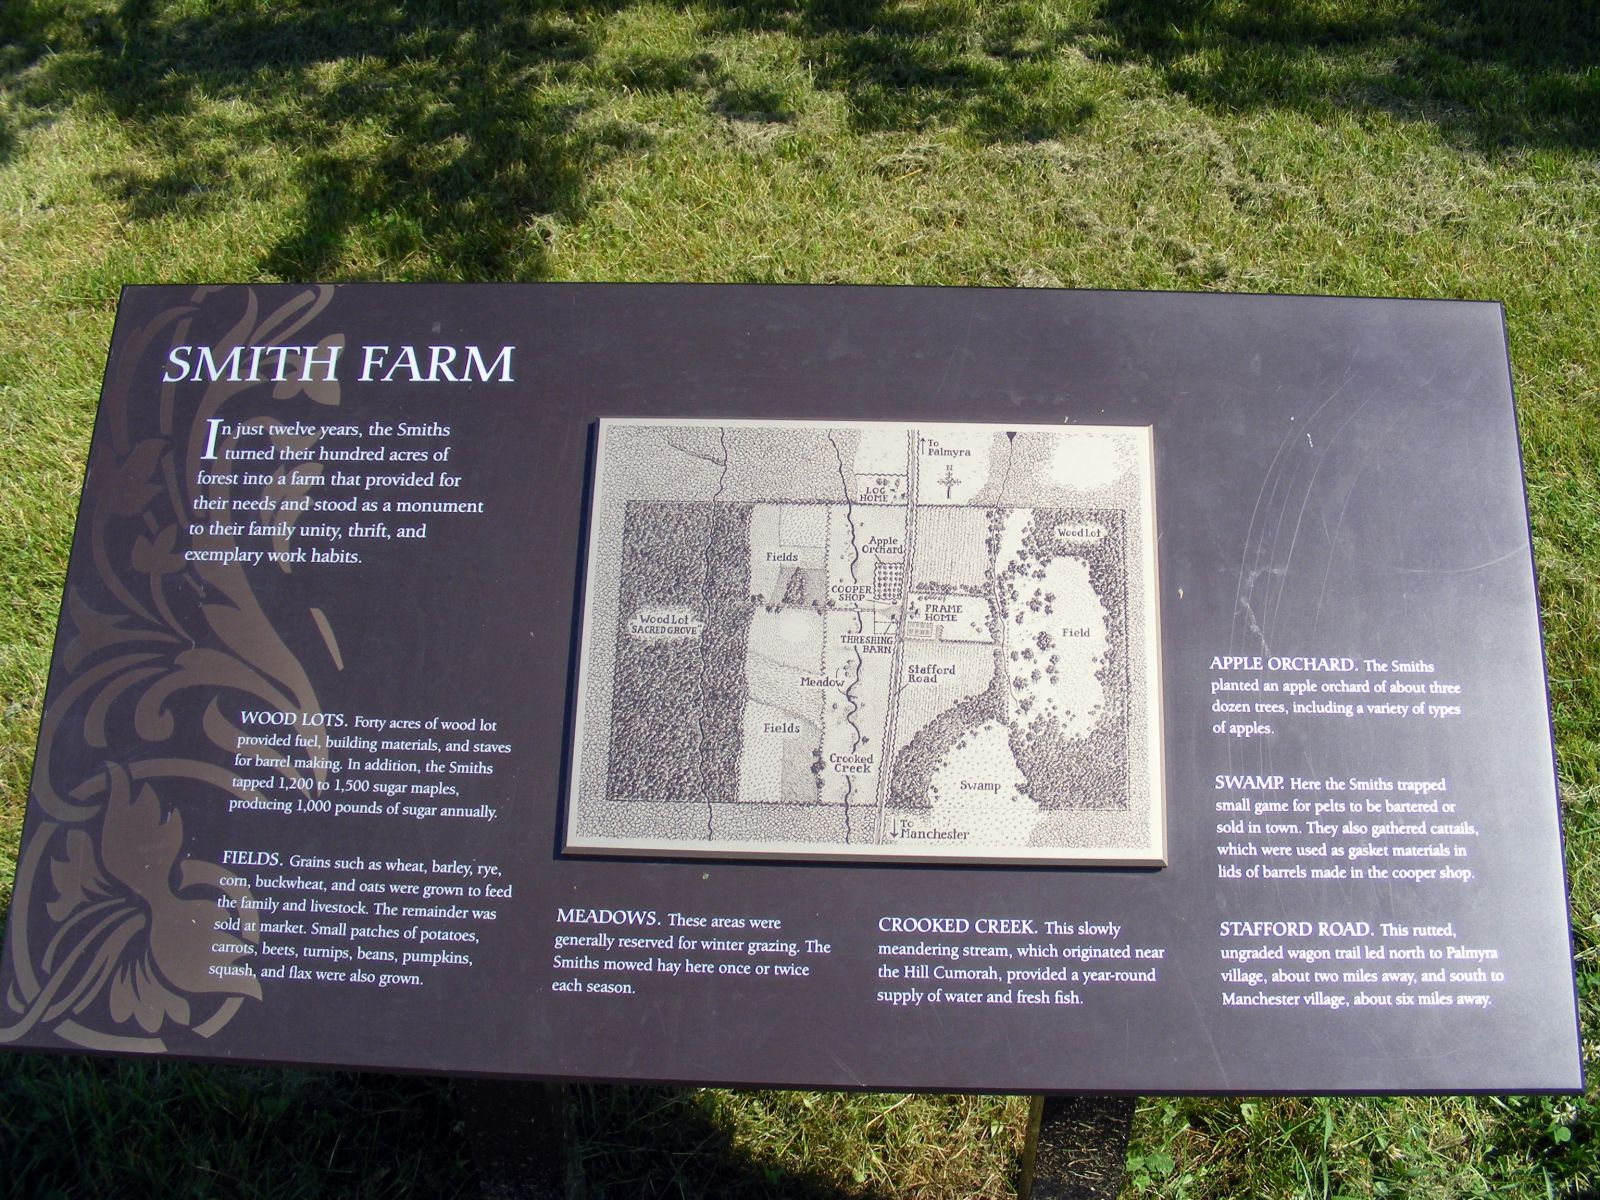 SMITH FARM
In just twelve years, the Smiths
turned their hundred acres of
forest into a farm that provided for
their needs and stood as a monument
to their family unity, thrift, and
exemplary work habits.
WOOD LOTS. Forty acres of wood lot
provided fuel, building materials, and staves
for barrel making. In addition, the Smiths
tapped 1,200 to 1,500 sugar maples,
producing 1,000 pounds of sugar annually.
FIELDS. Grains such as wheat, barley, rye,
corn, buckwheat, and oats were grown to feed
the family and livestock. The remainder was
sold at market. Small patches of potatoes,
carrots, beets, turnips, beans, pumpkins,
squash, and flax were also grown.
To
Palmyra
N
LOG
HOME
Wood Lot
Apple
Orchard
Fields
COOPER
SHOP
FRAME
HOME
Wood Lot
SACRED GROVE
Field
THRESHING
BARN
Stafford
Road
Meadow
Fields
Crooked
Creek
Swamp
To
Manchester
MEADOWS. These areas were
generally reserved for winter grazing. The
Smiths mowed hay here once or twice
each season.
CROOKED CREEK. This slowly
meandering stream, which originated near
the Hill Cumorah, provided a year-round
supply of water and fresh fish.
APPLE ORCHARD. The Smiths
planted an apple orchard of about three
dozen trees, including a variety of types
of apples.
SWAMP. Here the Smiths trapped
small game for pelts to be bartered or
sold in town. They also gathered cattails,
which were used as gasket materials in
lids of barrels made in the cooper shop.
STAFFORD ROAD. This rutted,
ungraded wagon trail led north to Palmyra
village, about two miles away, and south to
Manchester village, about six miles away.